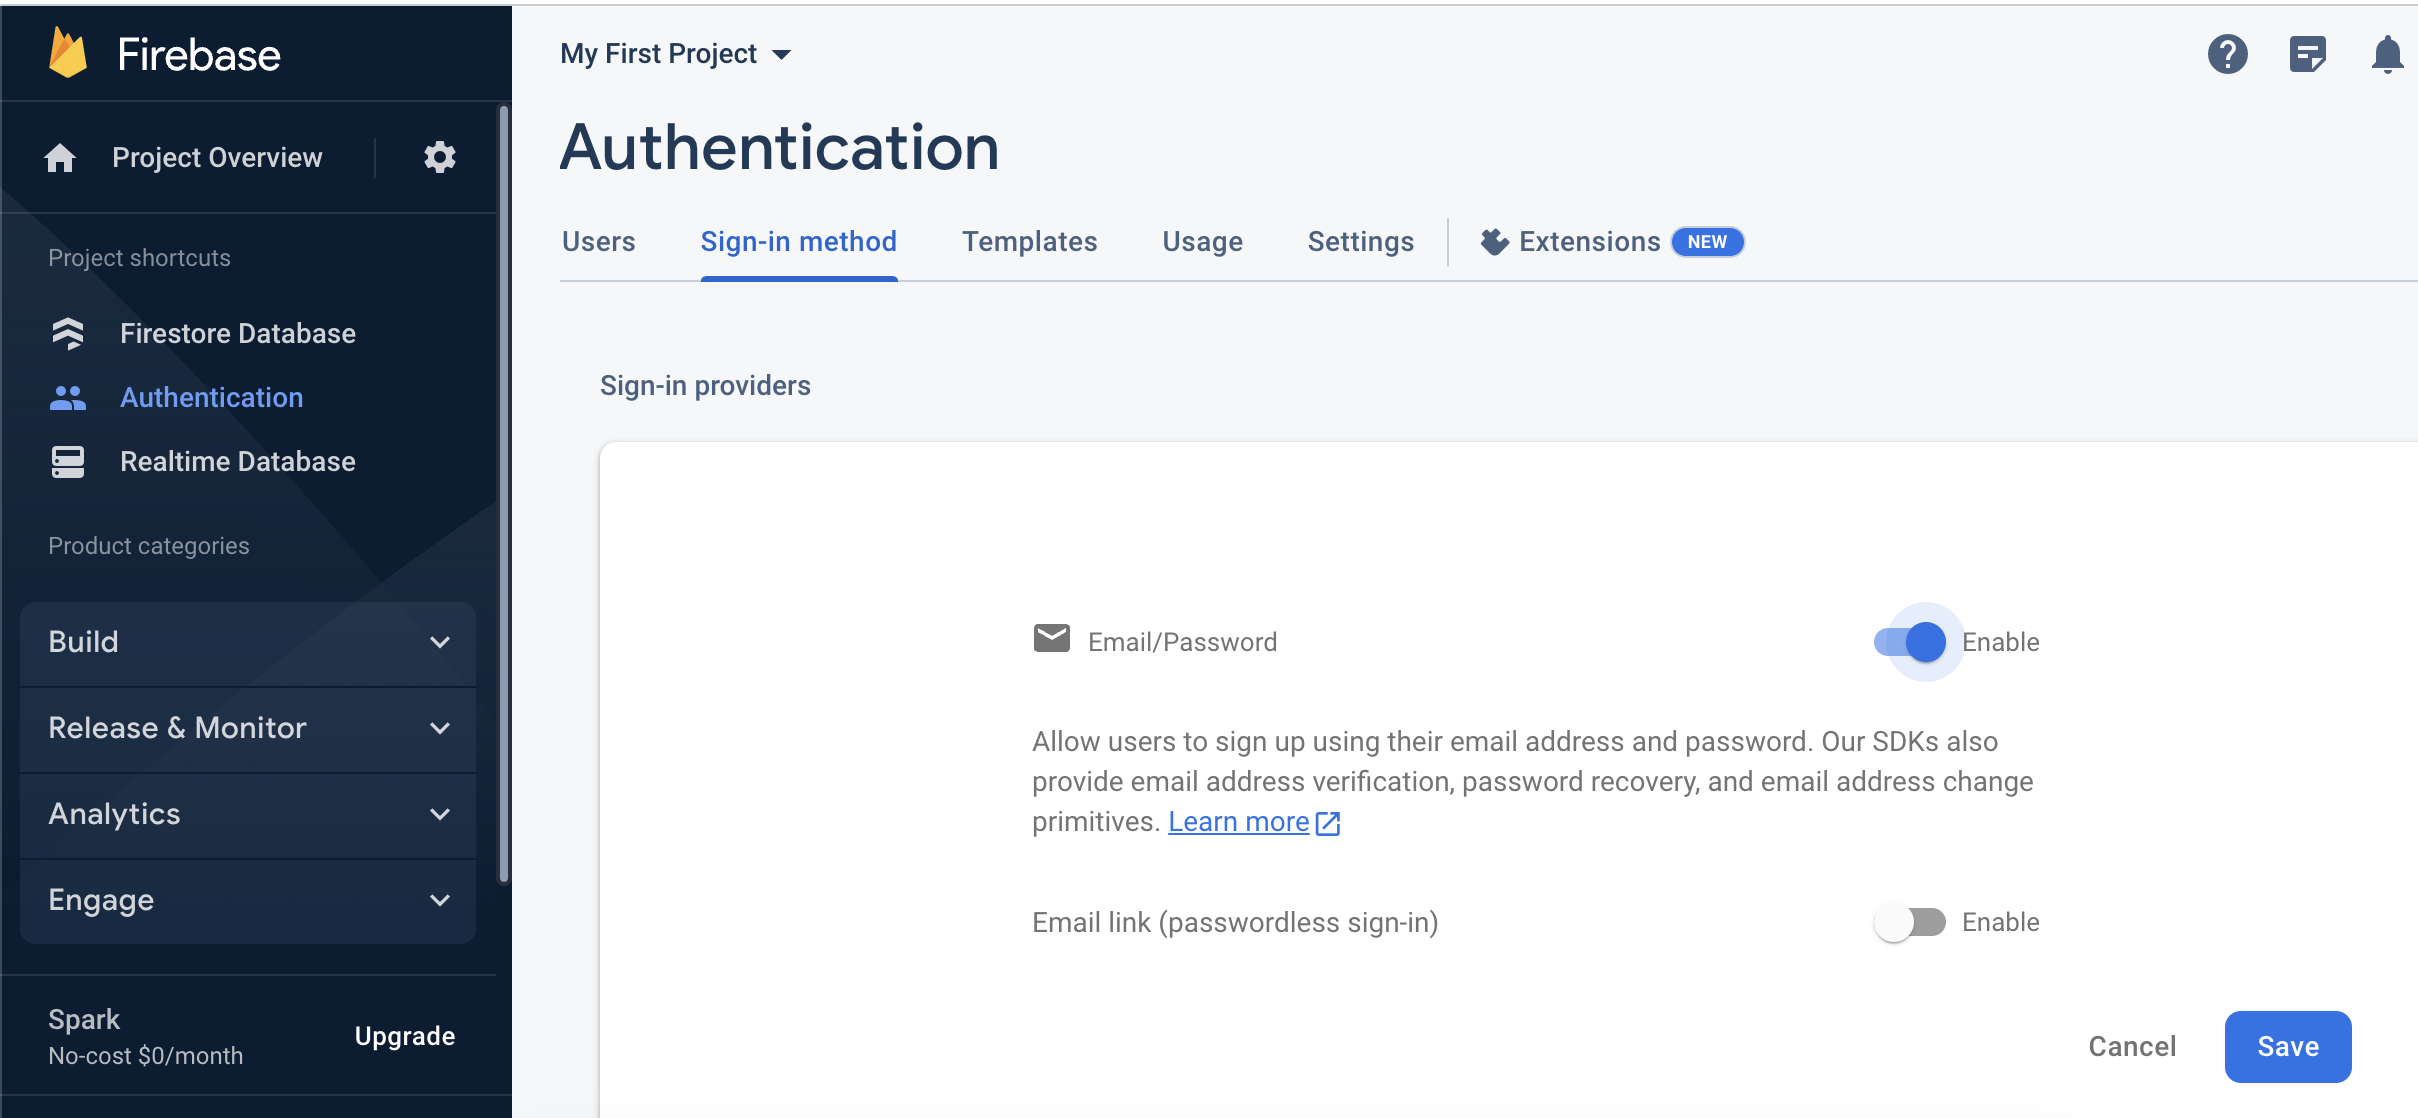 Firebase
My First Project
Project Overview
Authentication
Users Sign-in method Templates Usage Settings Extensions NEW
Project shortcuts
Firestore Database
Authentication
Realtime Database
Product categories
Build
Release & Monitor
Analytics
Engage
Spark
No-cost $0/month
Upgrade
Sign-in providers
Email/Password Enable
Allow users to sign up using their email address and password. Our SDKs also
provide email address verification, password recovery, and email address change
primitives. Learn more
Email link (passwordless sign-in) Enable
Cancel Save